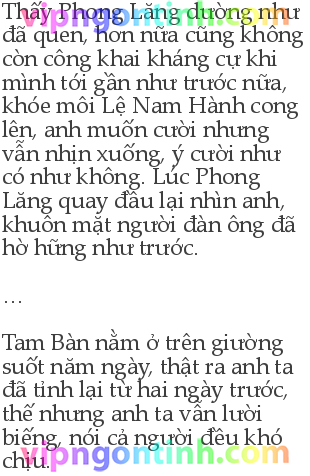 Thấy Phong Lăng dường như
đã quen, hơn nữa cũng không
còn công khai kháng cự khi
mình tới gần như trước nữa,
khóe môi Lệ Nam Hành cong
lên, anh muốn cười nhưng
vẫn nhịn xuống, ý cười như
có như không. Lúc Phong
Lăng quay đầu lại nhìn anh,
khuôn mặt người đàn ông đã
hờ hững như trước.
...
Tam Bàn nằm ở trên giường
suốt năm ngày, thật ra anh ta
đã tỉnh lại từ hai ngày trước,
thế nhưng anh ta vẫn lười
biếng, nói cả người đều khó
chịu.
vipngontinh.com
vipngontinh.com
vipngontinh.com